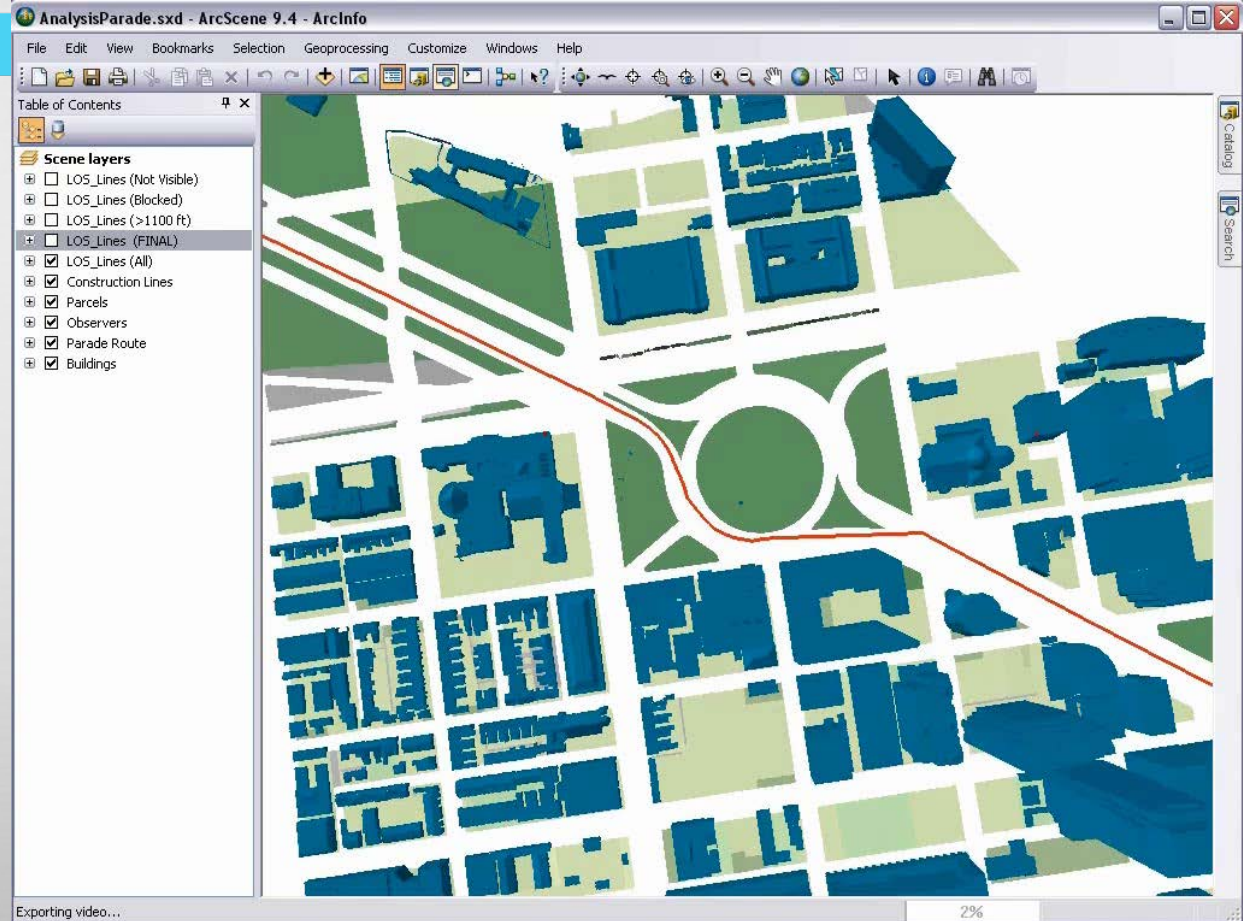 AnalysisParade.sxd - ArcScene 9.4 - ArcInfo
File Edit View Bookmarks Selection Geoprocessing Customize Windows Help
Table of Contents
Scene layers
LOS_Lines (Not Visible)
LOS_Lines (Blocked)
LOS_Lines (>1100 ft)
LOS_Lines (FINAL)
LOS_Lines (All)
Construction Lines
Parcels
Observers
Parade Route
Buildings
Catalog
Search
Exporting video...
2%